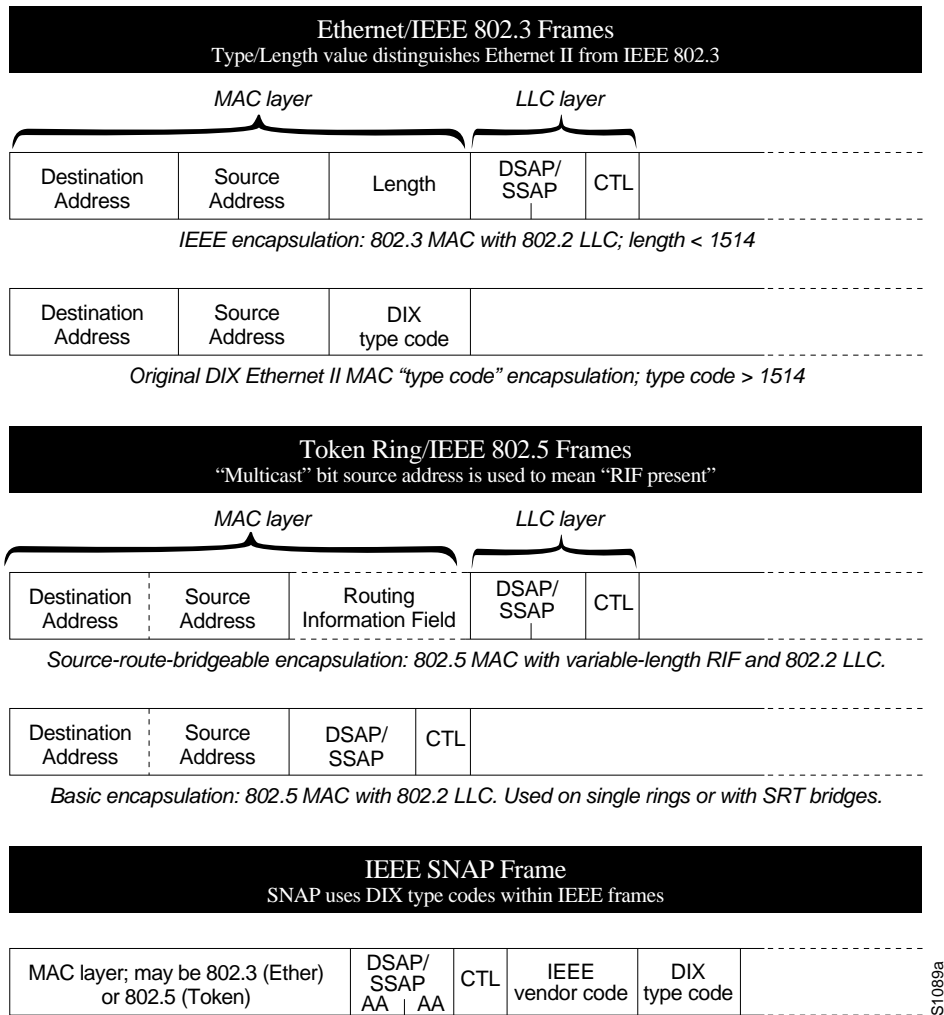 Ethernet/IEEE 802.3 Frames
Type/Length value distinguishes Ethernet II from IEEE 802.3
MAC layer
LLC layer
Destination Address
Source Address
Length
DSAP/ SSAP
CTL
IEEE encapsulation: 802.3 MAC with 802.2 LLC; length < 1514
Destination Address
Source Address
DIX type code
Original DIX Ethernet II MAC “type code” encapsulation; type code > 1514
Token Ring/IEEE 802.5 Frames
“Multicast” bit source address is used to mean “RIF present”
MAC layer
LLC layer
Destination Address
Source Address
Routing Information Field
DSAP/ SSAP
CTL
Source-route-bridgeable encapsulation: 802.5 MAC with variable-length RIF and 802.2 LLC.
Destination Address
Source Address
DSAP/ SSAP
CTL
Basic encapsulation: 802.5 MAC with 802.2 LLC. Used on single rings or with SRT bridges.
IEEE SNAP Frame
SNAP uses DIX type codes within IEEE frames
MAC layer; may be 802.3 (Ether) or 802.5 (Token)
DSAP/ SSAP
AA AA
CTL
IEEE vendor code
DIX type code
S1089a